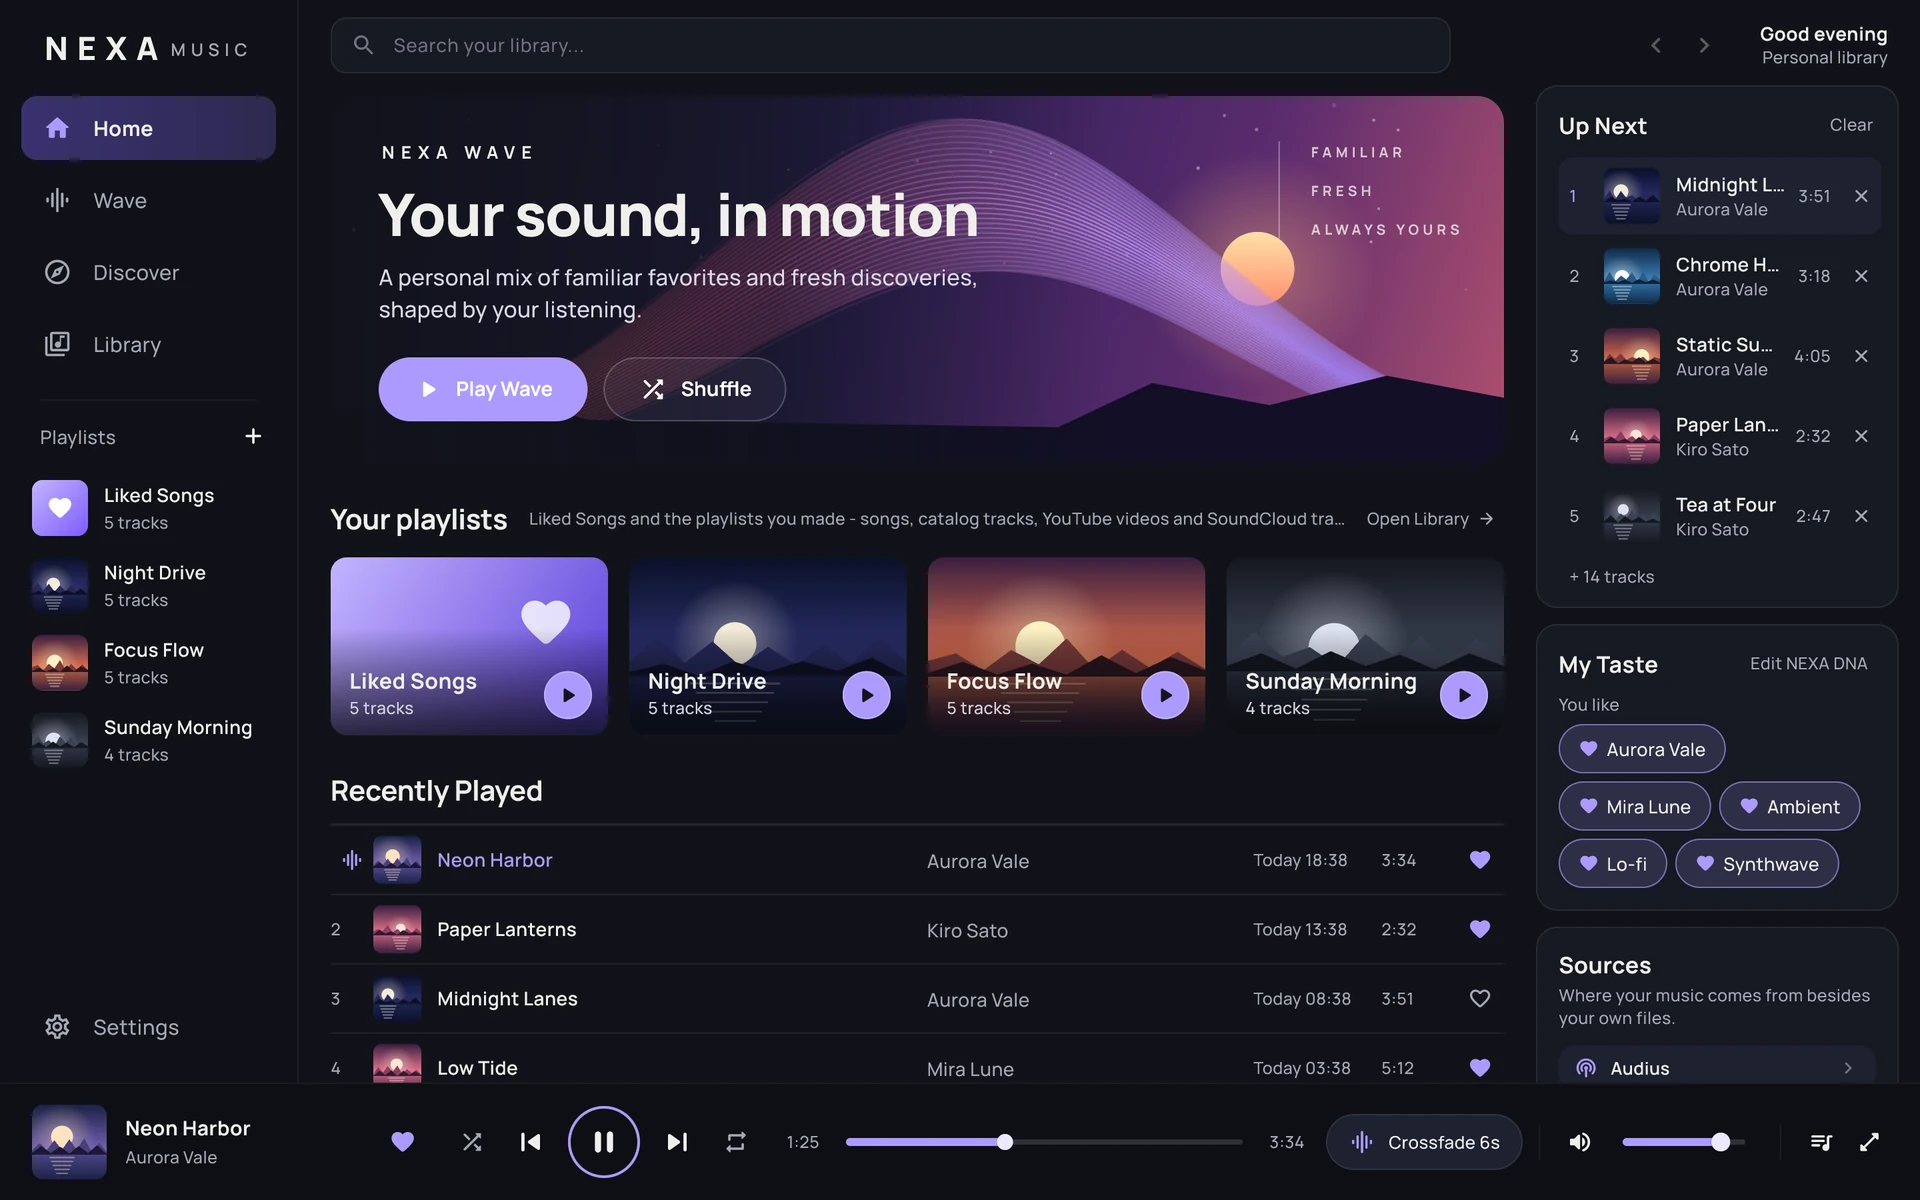 NEXA MUSIC
Home
Wave
Discover
Library
Playlists
Liked Songs
5 tracks
Night Drive
5 tracks
Focus Flow
5 tracks
Sunday Morning
4 tracks
Settings
Search your library...
Good evening
Personal library
NEXA WAVE
Your sound, in motion
A personal mix of familiar favorites and fresh discoveries,
shaped by your listening.
Play Wave
Shuffle
FAMILIAR
FRESH
ALWAYS YOURS
Your playlists
Liked Songs and the playlists you made - songs, catalog tracks, YouTube videos and SoundCloud tra...
Open Library
Liked Songs
5 tracks
Night Drive
5 tracks
Focus Flow
5 tracks
Sunday Morning
4 tracks
Recently Played
Neon Harbor Aurora Vale Today 18:38 3:34
2 Paper Lanterns Kiro Sato Today 13:38 2:32
3 Midnight Lanes Aurora Vale Today 08:38 3:51
4 Low Tide Mira Lune Today 03:38 5:12
Up Next
Clear
1 Midnight L... 3:51
Aurora Vale
2 Chrome H... 3:18
Aurora Vale
3 Static Su... 4:05
Aurora Vale
4 Paper Lan... 2:32
Kiro Sato
5 Tea at Four 2:47
Kiro Sato
+ 14 tracks
My Taste
Edit NEXA DNA
You like
Aurora Vale
Mira Lune Ambient
Lo-fi Synthwave
Sources
Where your music comes from besides
your own files.
Audius
Neon Harbor
Aurora Vale
1:25
3:34
Crossfade 6s